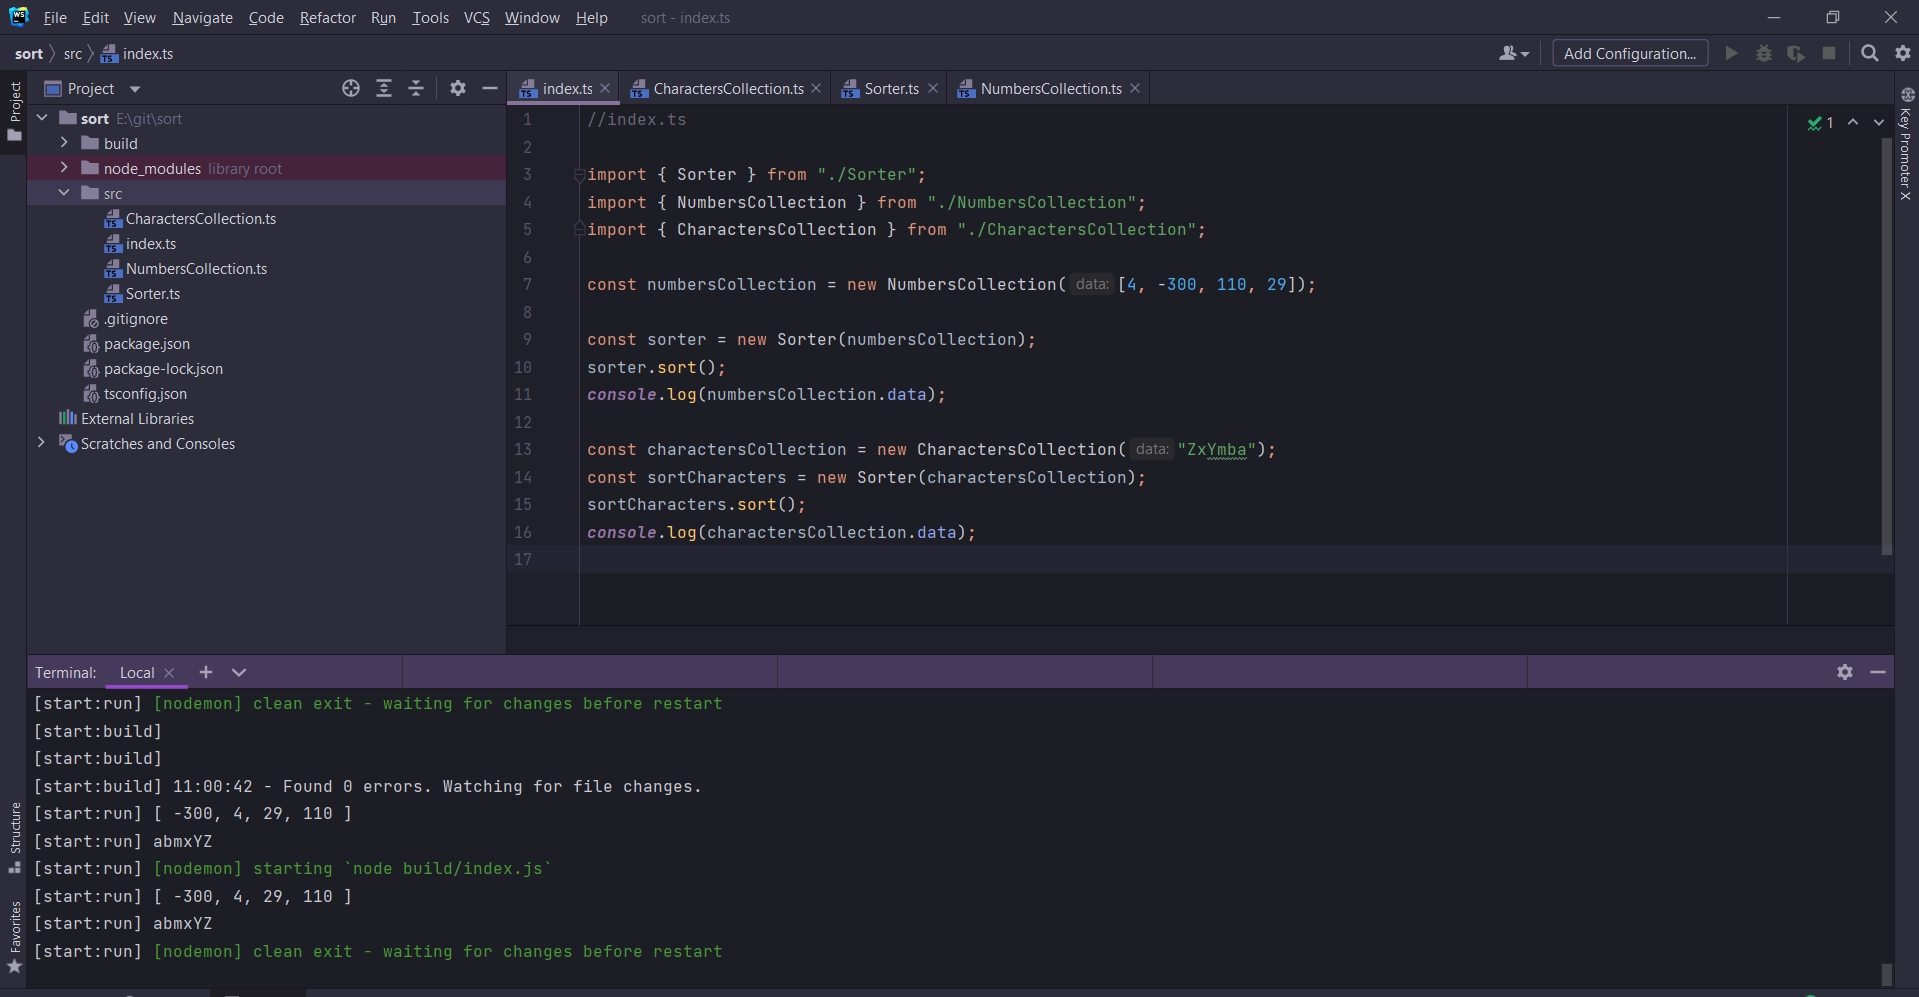 WS File Edit View Navigate Code Refactor Run Tools VCS Window Help sort - index.ts
sort src index.ts Add Configuration...
Project
Project
sort E:\git\sort
build
node_modules library root
src
CharactersCollection.ts
index.ts
NumbersCollection.ts
Sorter.ts
.gitignore
package.json
package-lock.json
tsconfig.json
External Libraries
Scratches and Consoles
index.ts CharactersCollection.ts Sorter.ts NumbersCollection.ts
1 //index.ts
2
3 import { Sorter } from "./Sorter";
4 import { NumbersCollection } from "./NumbersCollection";
5 import { CharactersCollection } from "./CharactersCollection";
6
7 const numbersCollection = new NumbersCollection( data: [4, -300, 110, 29]);
8
9 const sorter = new Sorter(numbersCollection);
10 sorter.sort();
11 console.log(numbersCollection.data);
12
13 const charactersCollection = new CharactersCollection( data: "ZxYmba");
14 const sortCharacters = new Sorter(charactersCollection);
15 sortCharacters.sort();
16 console.log(charactersCollection.data);
17
1
Key Promoter X
Structure
Favorites
Terminal: Local
[start:run] [nodemon] clean exit - waiting for changes before restart
[start:build]
[start:build]
[start:build] 11:00:42 - Found 0 errors. Watching for file changes.
[start:run] [ -300, 4, 29, 110 ]
[start:run] abmxYZ
[start:run] [nodemon] starting `node build/index.js`
[start:run] [ -300, 4, 29, 110 ]
[start:run] abmxYZ
[start:run] [nodemon] clean exit - waiting for changes before restart